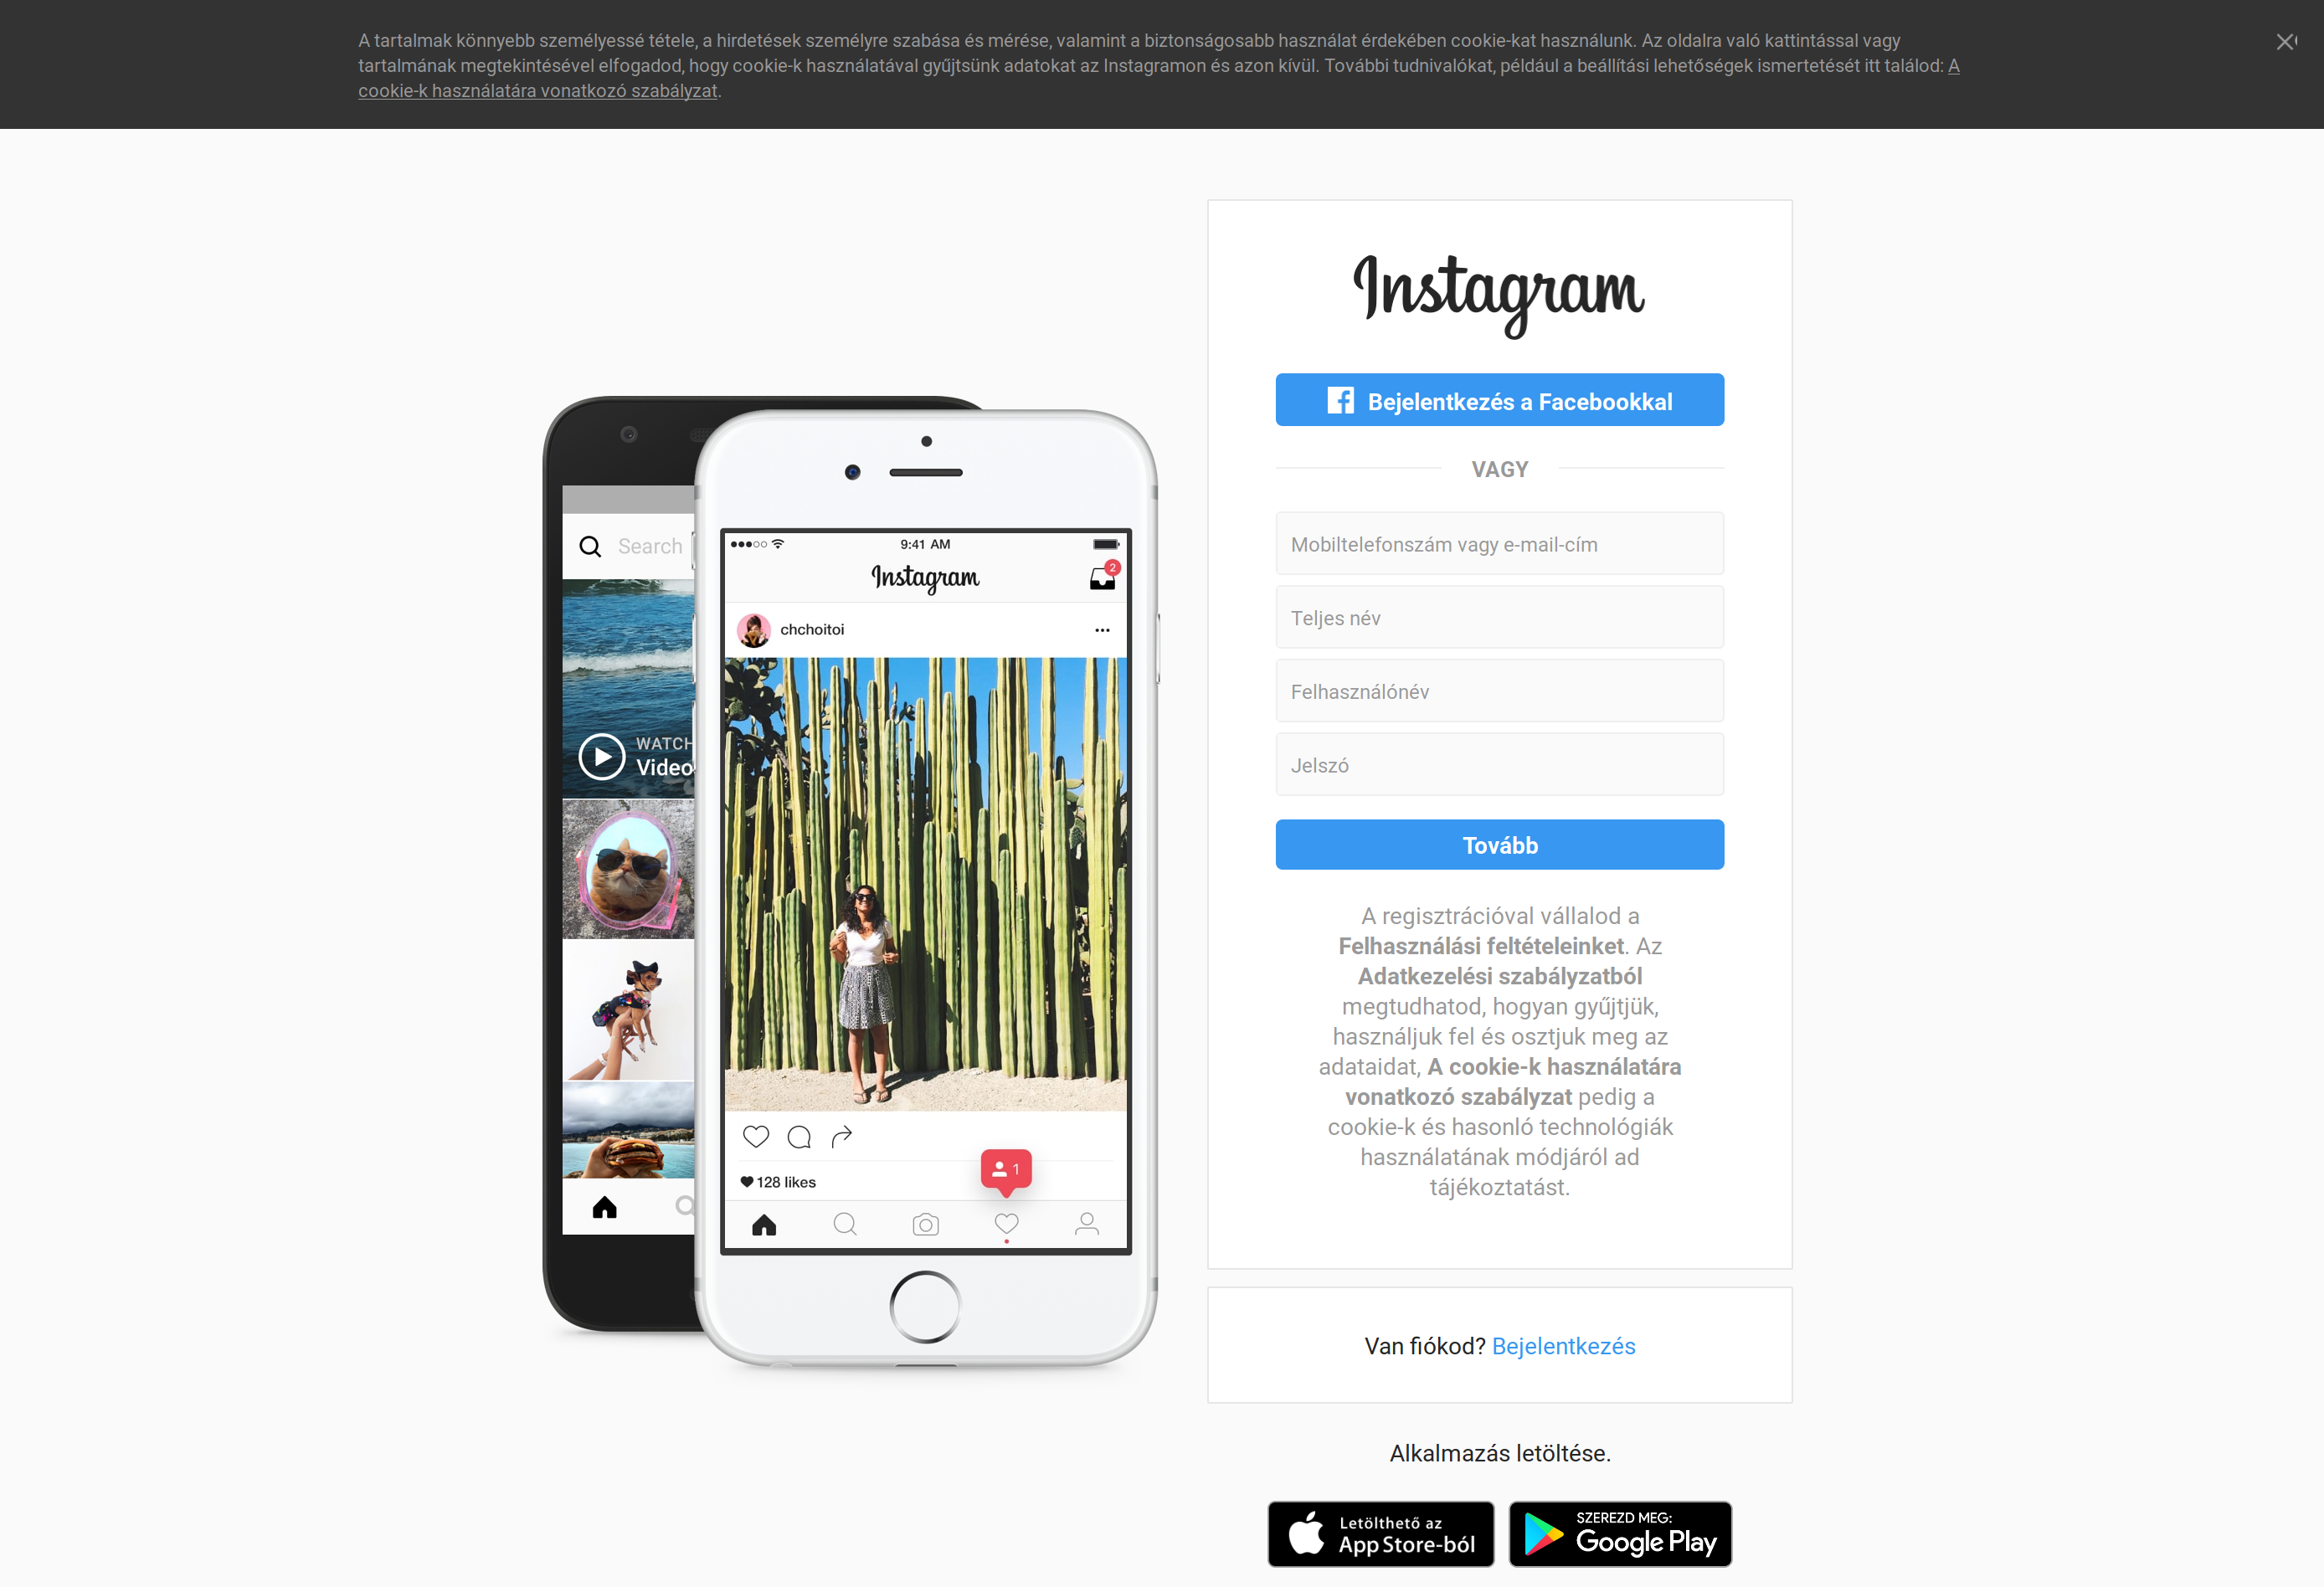 A tartalmak könnyebb személyessé tétele, a hirdetések személyre szabása és mérése, valamint a biztonságosabb használat érdekében cookie-kat használunk. Az oldalra való kattintással vagy
tartalmának megtekintésével elfogadod, hogy cookie-k használatával gyűjtsünk adatokat az Instagramon és azon kívül. További tudnivalókat, például a beállítási lehetőségek ismertetését itt találod: A
cookie-k használatára vonatkozó szabályzat.
Search
WATCH
Video
9:41 AM
Instagram
2
chchoitoi
1
128 likes
Instagram
Bejelentkezés a Facebookkal
VAGY
Mobiltelefonszám vagy e-mail-cím
Teljes név
Felhasználónév
Jelszó
Tovább
A regisztrációval vállalod a
Felhasználási feltételeinket. Az
Adatkezelési szabályzatból
megtudhatod, hogyan gyűjtjük,
használjuk fel és osztjuk meg az
adataidat, A cookie-k használatára
vonatkozó szabályzat pedig a
cookie-k és hasonló technológiák
használatának módjáról ad
tájékoztatást.
Van fiókod? Bejelentkezés
Alkalmazás letöltése.
Letölthető az
App Store-ból
SZEREZD MEG:
Google Play